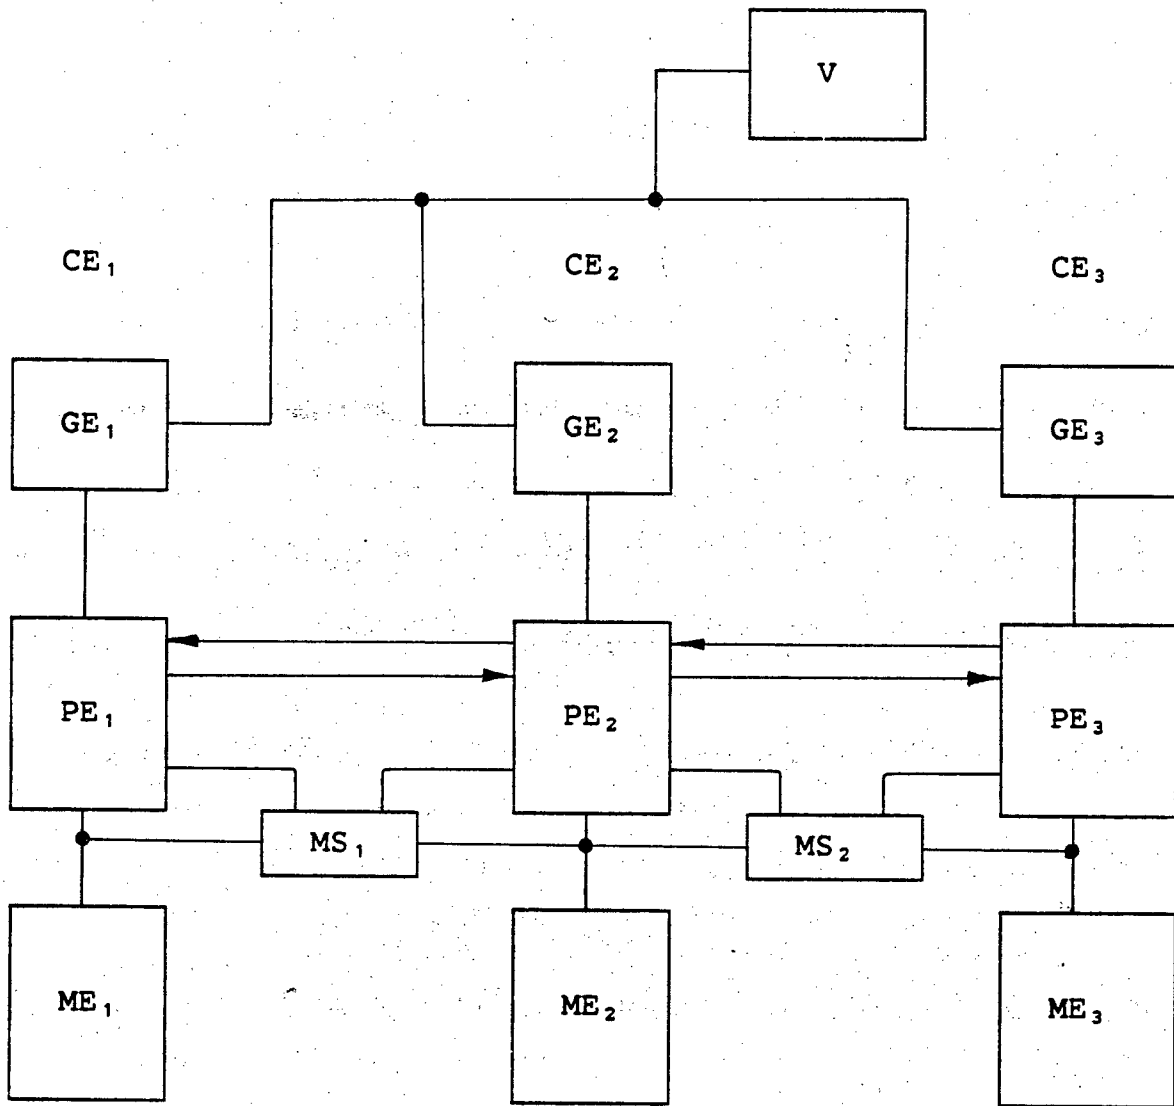 V
CE₁
CE₂
CE₃
GE₁
GE₂
GE₃
PE₁
PE₂
PE₃
MS₁
MS₂
ME₁
ME₂
ME₃